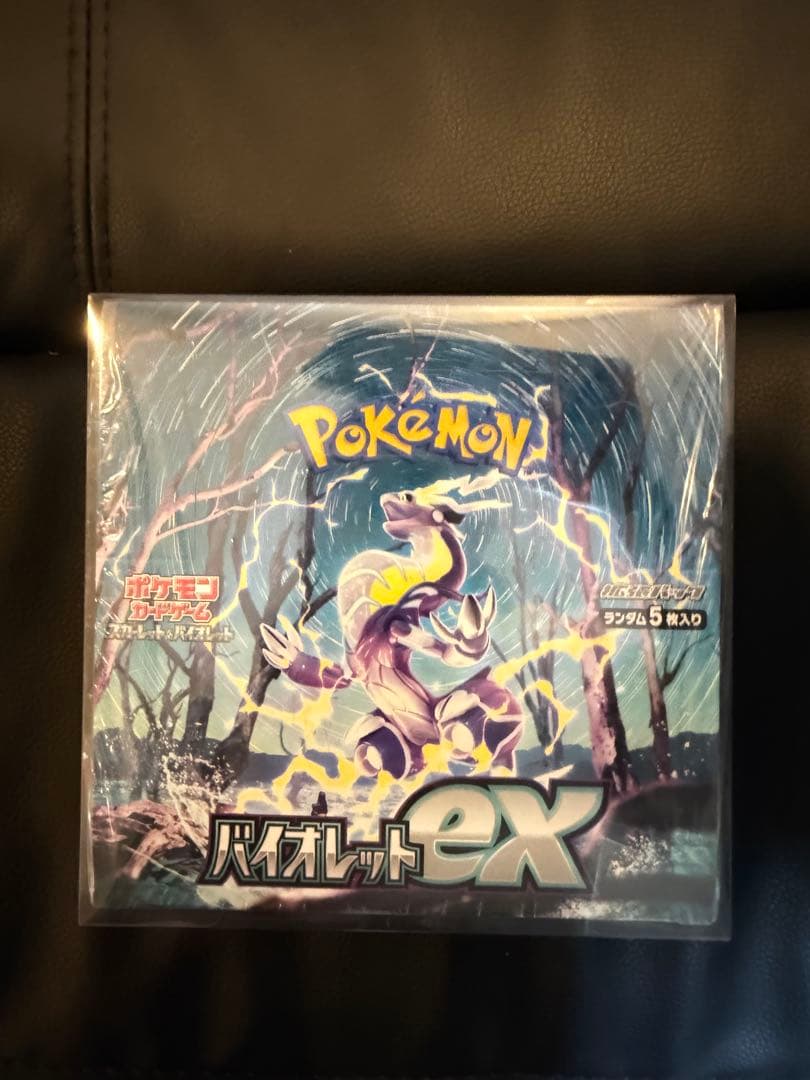 POKÉMON
ポケモン
カードゲーム
スカーレット&バイオレット
拡張パック
ランダム5枚入り
バイオレットex